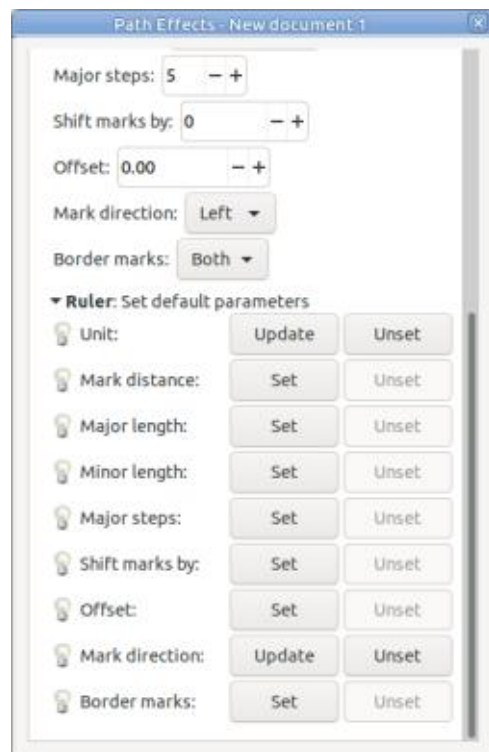 Path Effects - New document 1
Major steps: 5 − +
Shift marks by: 0 − +
Offset: 0.00 − +
Mark direction: Left
Border marks: Both
Ruler: Set default parameters
Unit: Update Unset
Mark distance: Set Unset
Major length: Set Unset
Minor length: Set Unset
Major steps: Set Unset
Shift marks by: Set Unset
Offset: Set Unset
Mark direction: Update Unset
Border marks: Set Unset